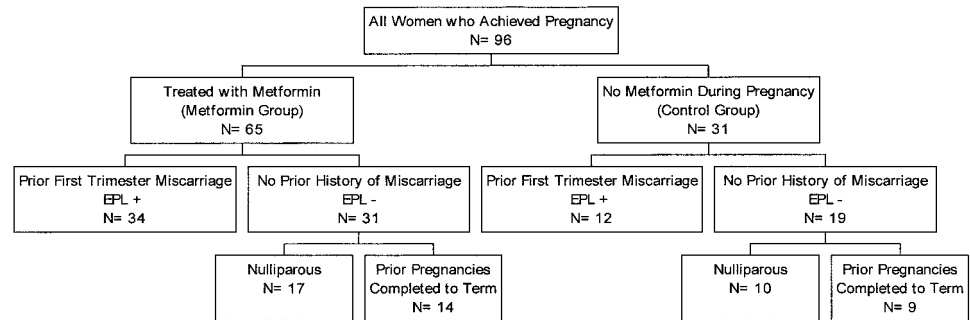 All Women who Achieved Pregnancy
N= 96
Treated with Metformin
(Metformin Group)
N= 65
No Metformin During Pregnancy
(Control Group)
N= 31
Prior First Trimester Miscarriage
EPL +
N= 34
No Prior History of Miscarriage
EPL -
N= 31
Prior First Trimester Miscarriage
EPL +
N= 12
No Prior History of Miscarriage
EPL -
N= 19
Nulliparous
N= 17
Prior Pregnancies
Completed to Term
N= 14
Nulliparous
N= 10
Prior Pregnancies
Completed to Term
N= 9